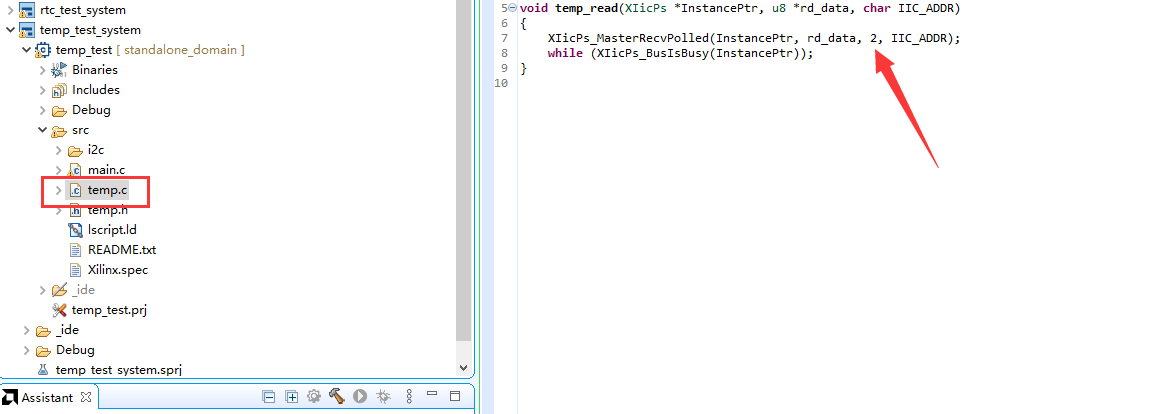 rtc_test_system
temp_test_system
temp_test [ standalone_domain ]
Binaries
Includes
Debug
src
i2c
main.c
temp.c
temp.h
lscript.ld
README.txt
Xilinx.spec
_ide
temp_test.prj
_ide
Debug
temp_test_system.sprj
Assistant
5 void temp_read(XIicPs *InstancePtr, u8 *rd_data, char IIC_ADDR)
6 {
7 XIicPs_MasterRecvPolled(InstancePtr, rd_data, 2, IIC_ADDR);
8 while (XIicPs_BusIsBusy(InstancePtr));
9 }
10